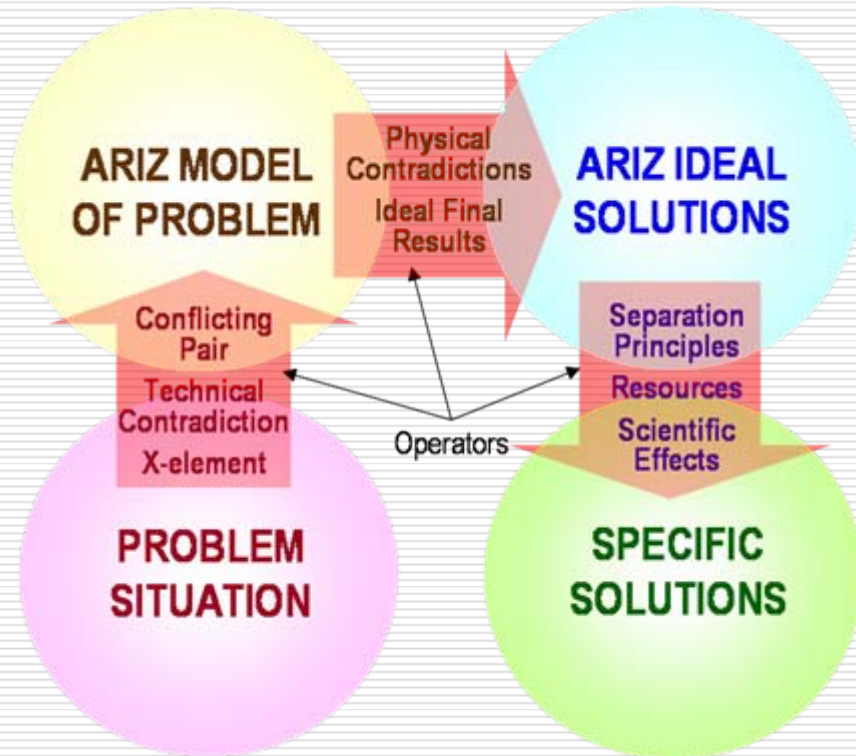 ARIZ MODEL
OF PROBLEM
Physical
Contradictions
Ideal Final
Results
ARIZ IDEAL
SOLUTIONS
Conflicting
Pair
Technical
Contradiction
X-element
Operators
Separation
Principles
Resources
Scientific
Effects
PROBLEM
SITUATION
SPECIFIC
SOLUTIONS